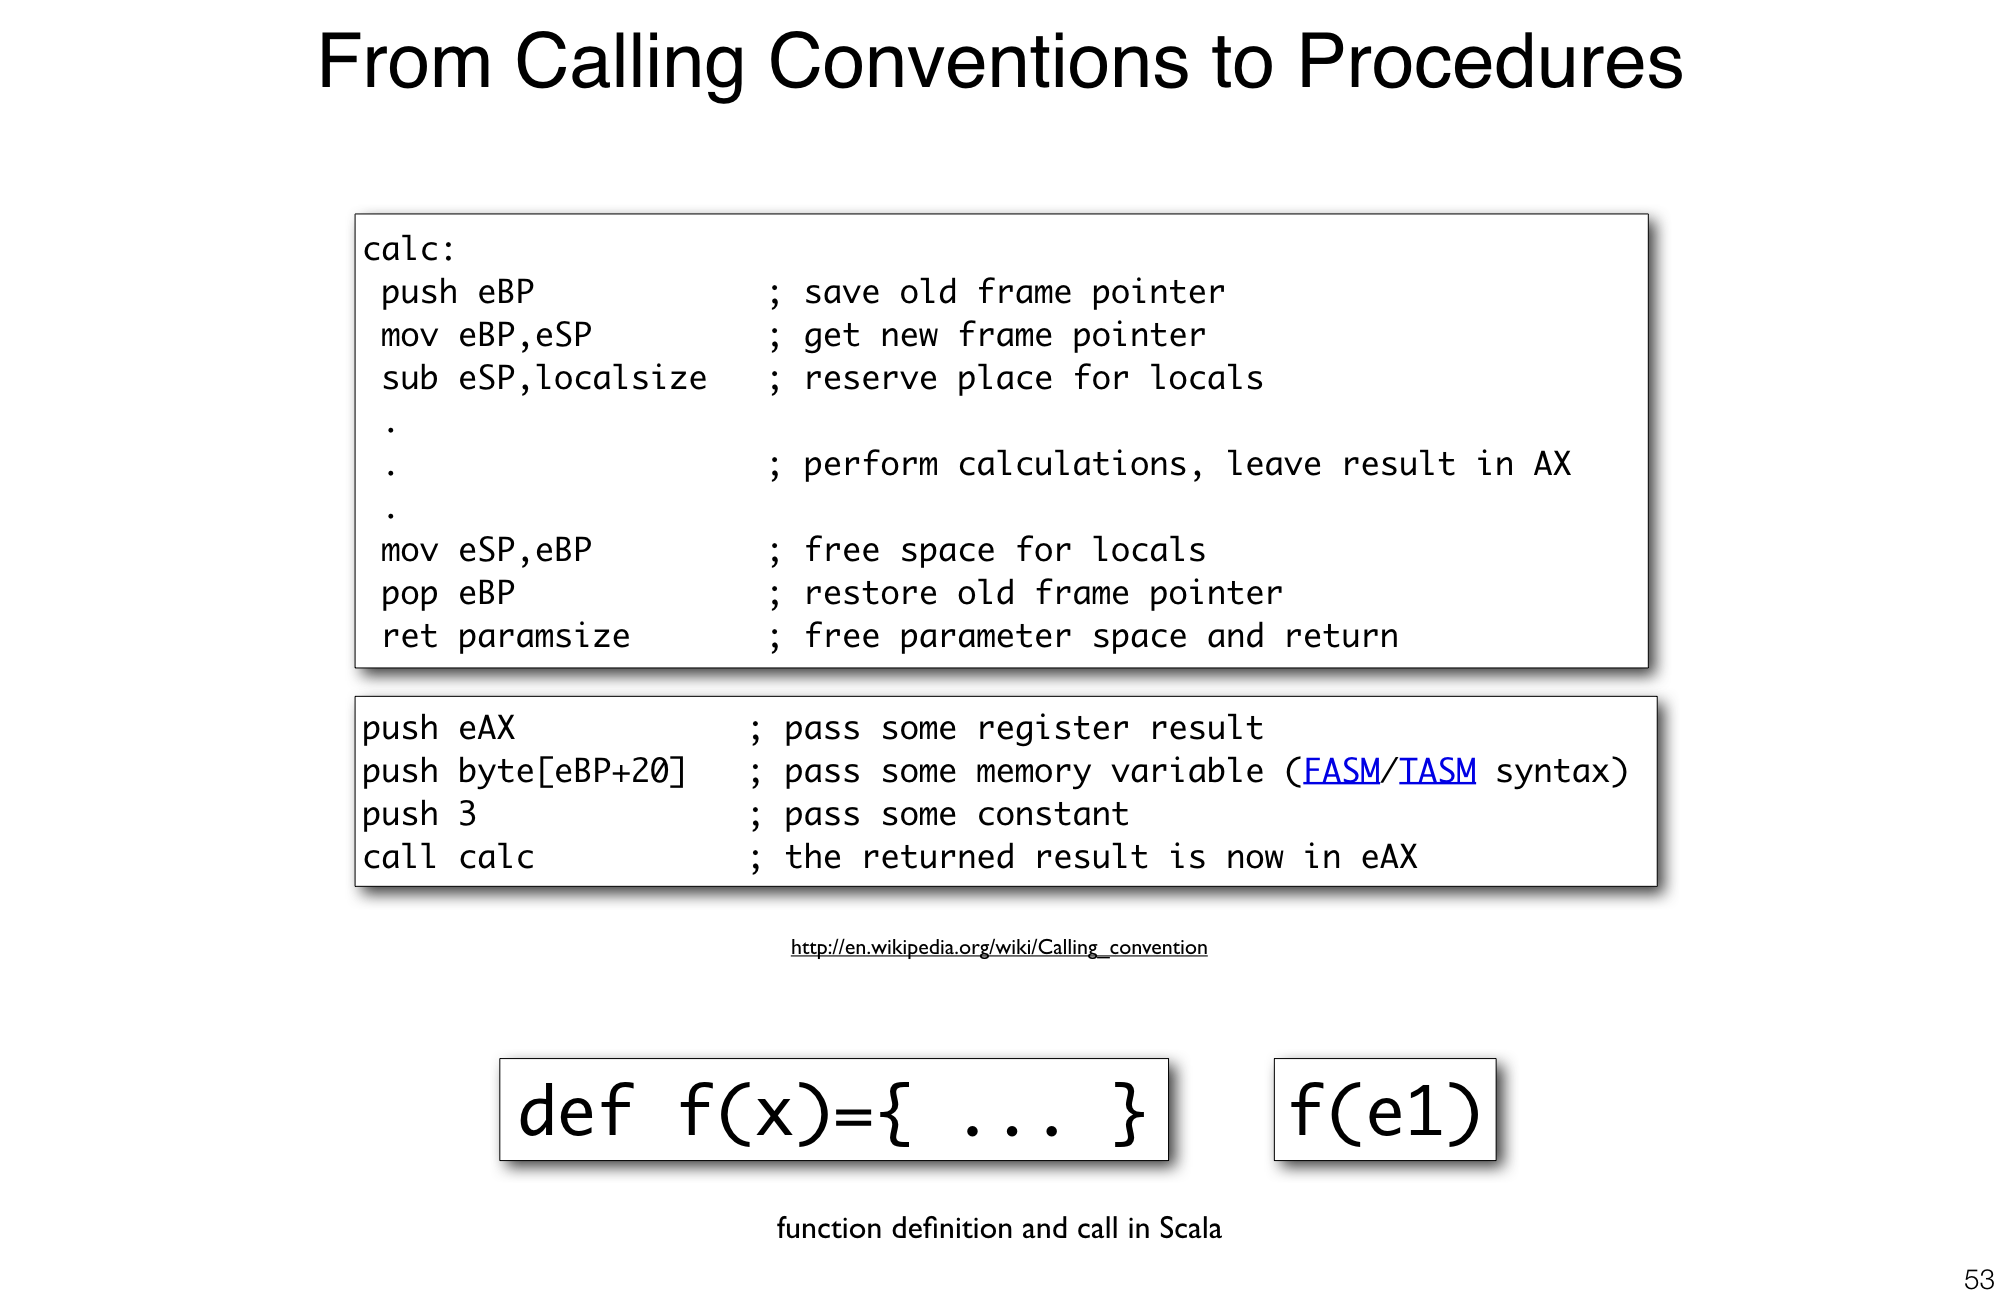 From Calling Conventions to Procedures
calc:
push eBP ; save old frame pointer
mov eBP,eSP ; get new frame pointer
sub eSP,localsize ; reserve place for locals
.
. ; perform calculations, leave result in AX
.
mov eSP,eBP ; free space for locals
pop eBP ; restore old frame pointer
ret paramsize ; free parameter space and return
push eAX ; pass some register result
push byte[eBP+20] ; pass some memory variable (FASM/TASM syntax)
push 3 ; pass some constant
call calc ; the returned result is now in eAX
http://en.wikipedia.org/wiki/Calling_convention
def f(x)={ ... } f(e1)
function definition and call in Scala
53